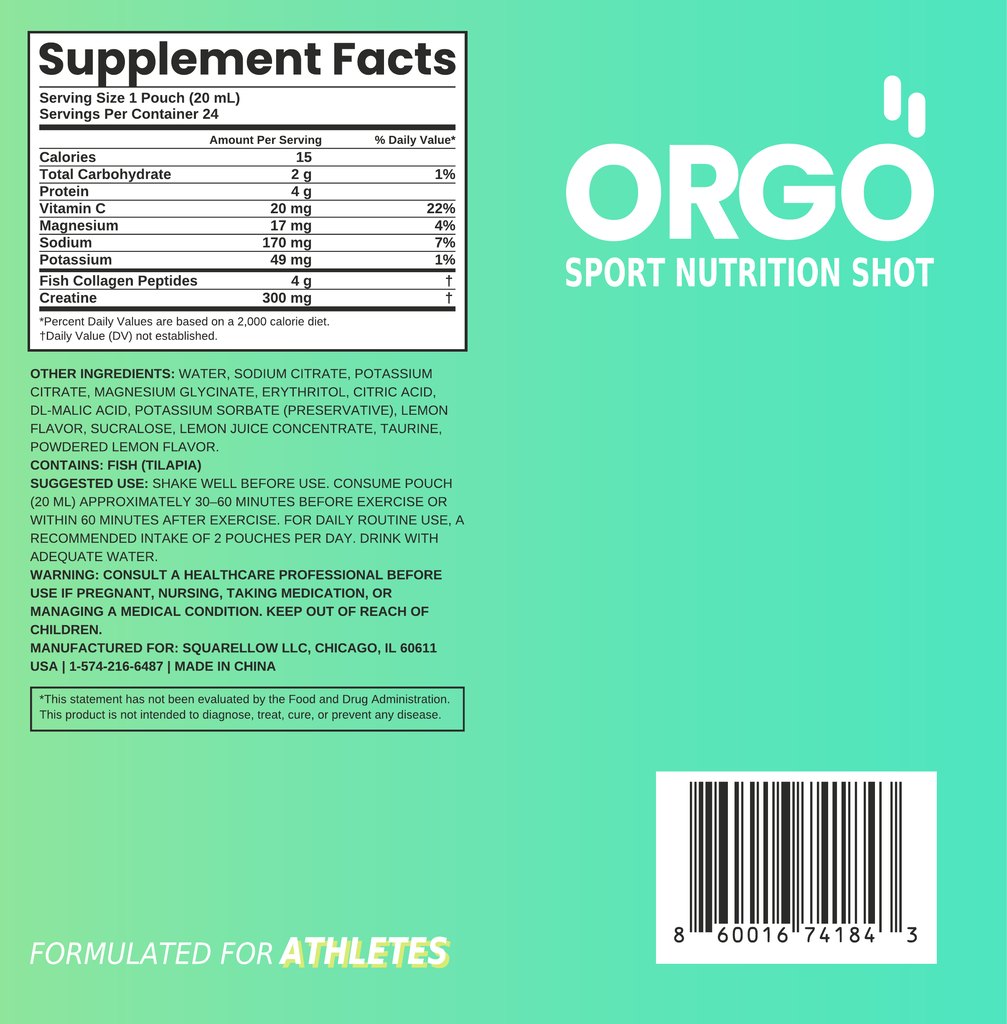 Supplement Facts
Serving Size 1 Pouch (20 mL)
Servings Per Container 24
Amount Per Serving % Daily Value*
Calories 15
Total Carbohydrate 2 g 1%
Protein 4 g
Vitamin C 20 mg 22%
Magnesium 17 mg 4%
Sodium 170 mg 7%
Potassium 49 mg 1%
Fish Collagen Peptides 4 g †
Creatine 300 mg †
*Percent Daily Values are based on a 2,000 calorie diet.
†Daily Value (DV) not established.
OTHER INGREDIENTS: WATER, SODIUM CITRATE, POTASSIUM
CITRATE, MAGNESIUM GLYCINATE, ERYTHRITOL, CITRIC ACID,
DL-MALIC ACID, POTASSIUM SORBATE (PRESERVATIVE), LEMON
FLAVOR, SUCRALOSE, LEMON JUICE CONCENTRATE, TAURINE,
POWDERED LEMON FLAVOR.
CONTAINS: FISH (TILAPIA)
SUGGESTED USE: SHAKE WELL BEFORE USE. CONSUME POUCH
(20 ML) APPROXIMATELY 30–60 MINUTES BEFORE EXERCISE OR
WITHIN 60 MINUTES AFTER EXERCISE. FOR DAILY ROUTINE USE, A
RECOMMENDED INTAKE OF 2 POUCHES PER DAY. DRINK WITH
ADEQUATE WATER.
WARNING: CONSULT A HEALTHCARE PROFESSIONAL BEFORE
USE IF PREGNANT, NURSING, TAKING MEDICATION, OR
MANAGING A MEDICAL CONDITION. KEEP OUT OF REACH OF
CHILDREN.
MANUFACTURED FOR: SQUARELLOW LLC, CHICAGO, IL 60611
USA | 1-574-216-6487 | MADE IN CHINA
*This statement has not been evaluated by the Food and Drug Administration.
This product is not intended to diagnose, treat, cure, or prevent any disease.
FORMULATED FOR ATHLETES
ORGO
SPORT NUTRITION SHOT
8 60016 74184 3